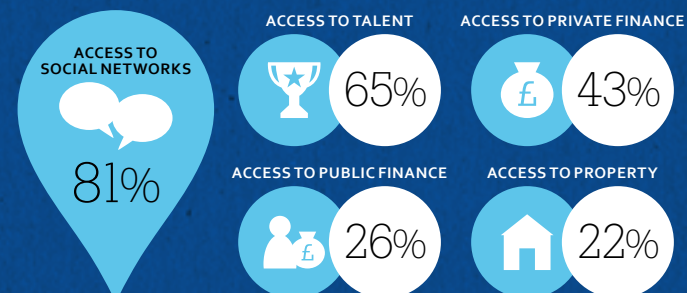 ACCESS TO
SOCIAL NETWORKS
81%
ACCESS TO TALENT
65%
ACCESS TO PRIVATE FINANCE
£
43%
ACCESS TO PUBLIC FINANCE
£
26%
ACCESS TO PROPERTY
22%